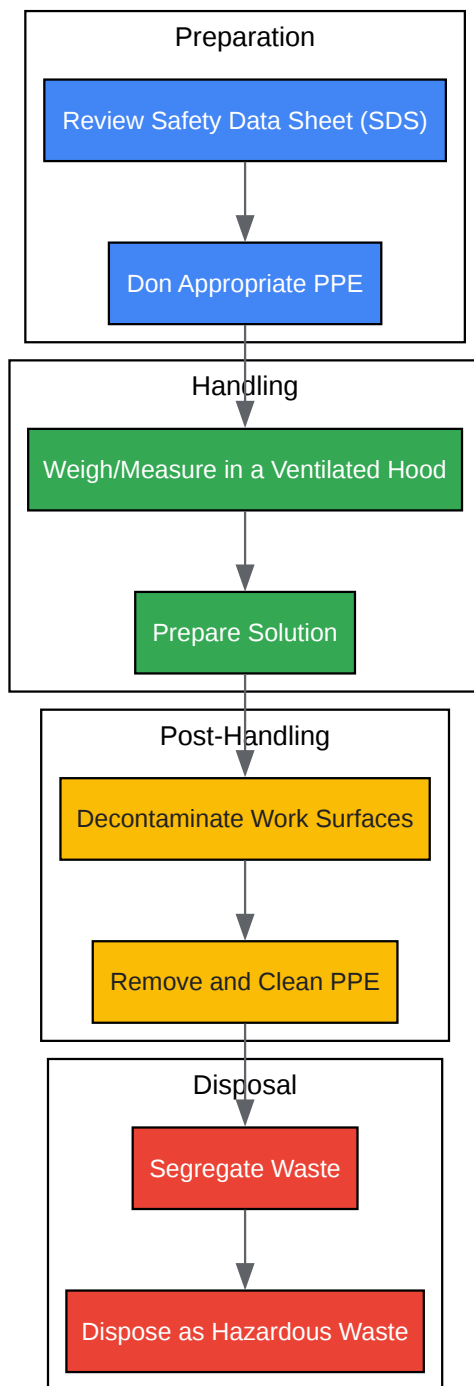 Preparation
Review Safety Data Sheet (SDS)
Don Appropriate PPE
Handling
Weigh/Measure in a Ventilated Hood
Prepare Solution
Post-Handling
Decontaminate Work Surfaces
Remove and Clean PPE
Disposal
Segregate Waste
Dispose as Hazardous Waste